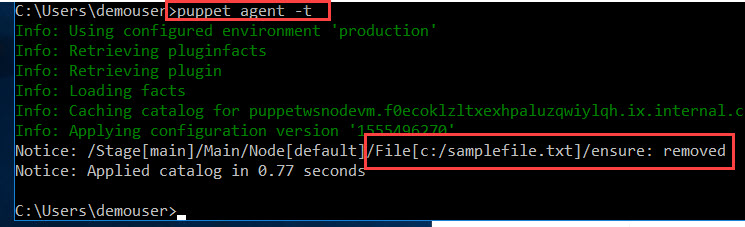 C:\Users\demouser>puppet agent -t
Info: Using configured environment 'production'
Info: Retrieving pluginfacts
Info: Retrieving plugin
Info: Loading facts
Info: Caching catalog for puppetwsnodevm.f0ecoklzltxexhpaluzqwiylqh.ix.internal.c
Info: Applying configuration version '1555496270'
Notice: /Stage[main]/Main/Node[default]/File[c:/samplefile.txt]/ensure: removed
Notice: Applied catalog in 0.77 seconds
C:\Users\demouser>